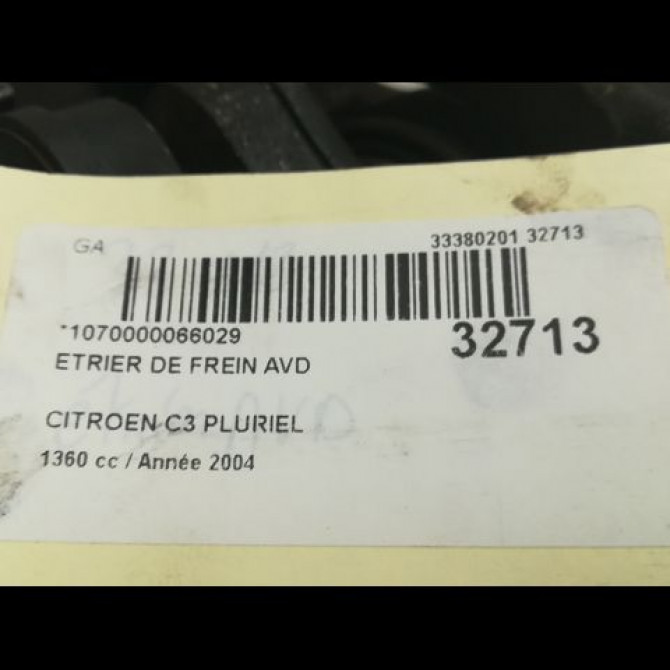 GA 33380201 32713
*1070000066029 32713
ETRIER DE FREIN AVD
CITROEN C3 PLURIEL
1360 cc / Année 2004